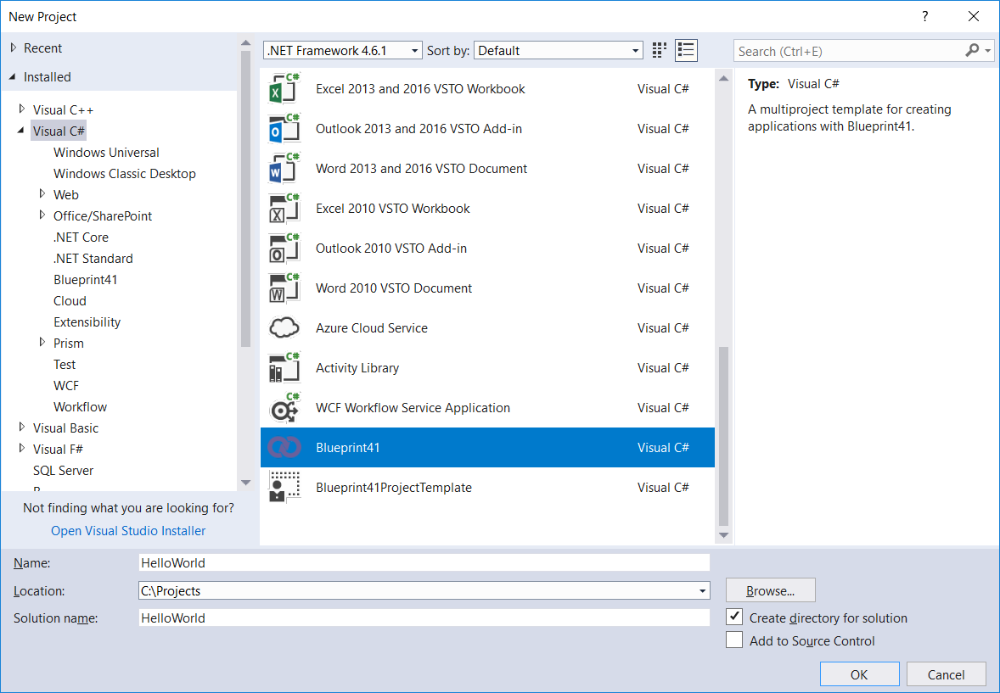 New Project
?
Recent
Installed
Visual C++
Visual C#
Windows Universal
Windows Classic Desktop
Web
Office/SharePoint
.NET Core
.NET Standard
Blueprint41
Cloud
Extensibility
Prism
Test
WCF
Workflow
Visual Basic
Visual F#
SQL Server
Not finding what you are looking for?
Open Visual Studio Installer
.NET Framework 4.6.1 Sort by: Default
C# Excel 2013 and 2016 VSTO Workbook Visual C#
C# Outlook 2013 and 2016 VSTO Add-in Visual C#
C# Word 2013 and 2016 VSTO Document Visual C#
C# Excel 2010 VSTO Workbook Visual C#
C# Outlook 2010 VSTO Add-in Visual C#
C# Word 2010 VSTO Document Visual C#
Azure Cloud Service Visual C#
C# Activity Library Visual C#
C# WCF Workflow Service Application Visual C#
Blueprint41 Visual C#
Blueprint41ProjectTemplate Visual C#
Search (Ctrl+E)
Type: Visual C#
A multiproject template for creating
applications with Blueprint41.
Name: HelloWorld
Location: C:\Projects
Browse...
Solution name: HelloWorld
Create directory for solution
Add to Source Control
OK
Cancel